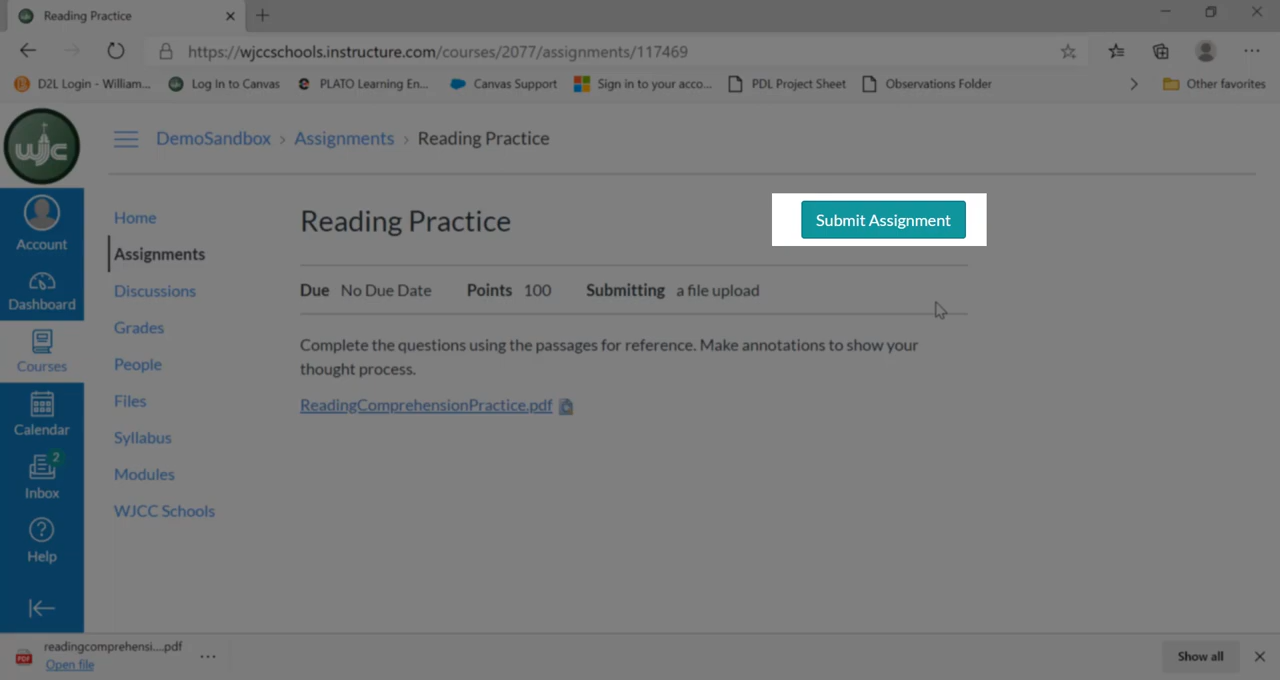 Reading Practice
https://wjccschools.instructure.com/courses/2077/assignments/117469
D2L Login - William... Log In to Canvas PLATO Learning En... Canvas Support Sign in to your acco... PDL Project Sheet Observations Folder Other favorites
wjc
DemoSandbox › Assignments › Reading Practice
Account
Dashboard
Courses
Calendar
2
Inbox
Help
Home
Assignments
Discussions
Grades
People
Files
Syllabus
Modules
WJCC Schools
Reading Practice
Submit Assignment
Due No Due Date Points 100 Submitting a file upload
Complete the questions using the passages for reference. Make annotations to show your
thought process.
ReadingComprehensionPractice.pdf
PDF
readingcomprehensi....pdf
Open file
Show all